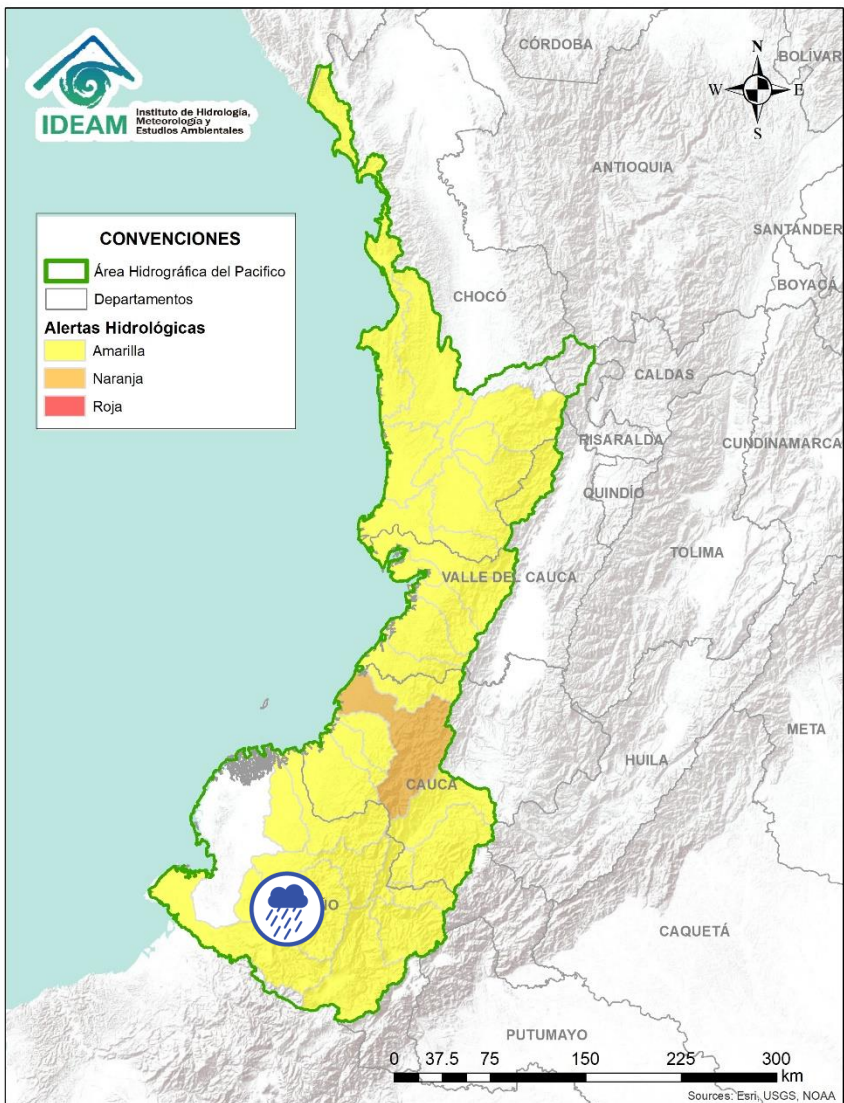 IDEAM
Instituto de Hidrología,
Meteorología y
Estudios Ambientales
N
W
E
S
CÓRDOBA
BOLÍVAR
ANTIOQUIA
SANTANDER
BOYACÁ
CHOCÓ
CALDAS
RISARALDA
CUNDINAMARCA
QUINDÍO
TOLIMA
VALLE DEL CAUCA
META
HUILA
CAUCA
CAQUETÁ
PUTUMAYO
CONVENCIONES
Área Hidrográfica del Pacifico
Departamentos
Alertas Hidrológicas
Amarilla
Naranja
Roja
0 37.5 75 150 225 300
km
Sources: Esri, USGS, NOAA